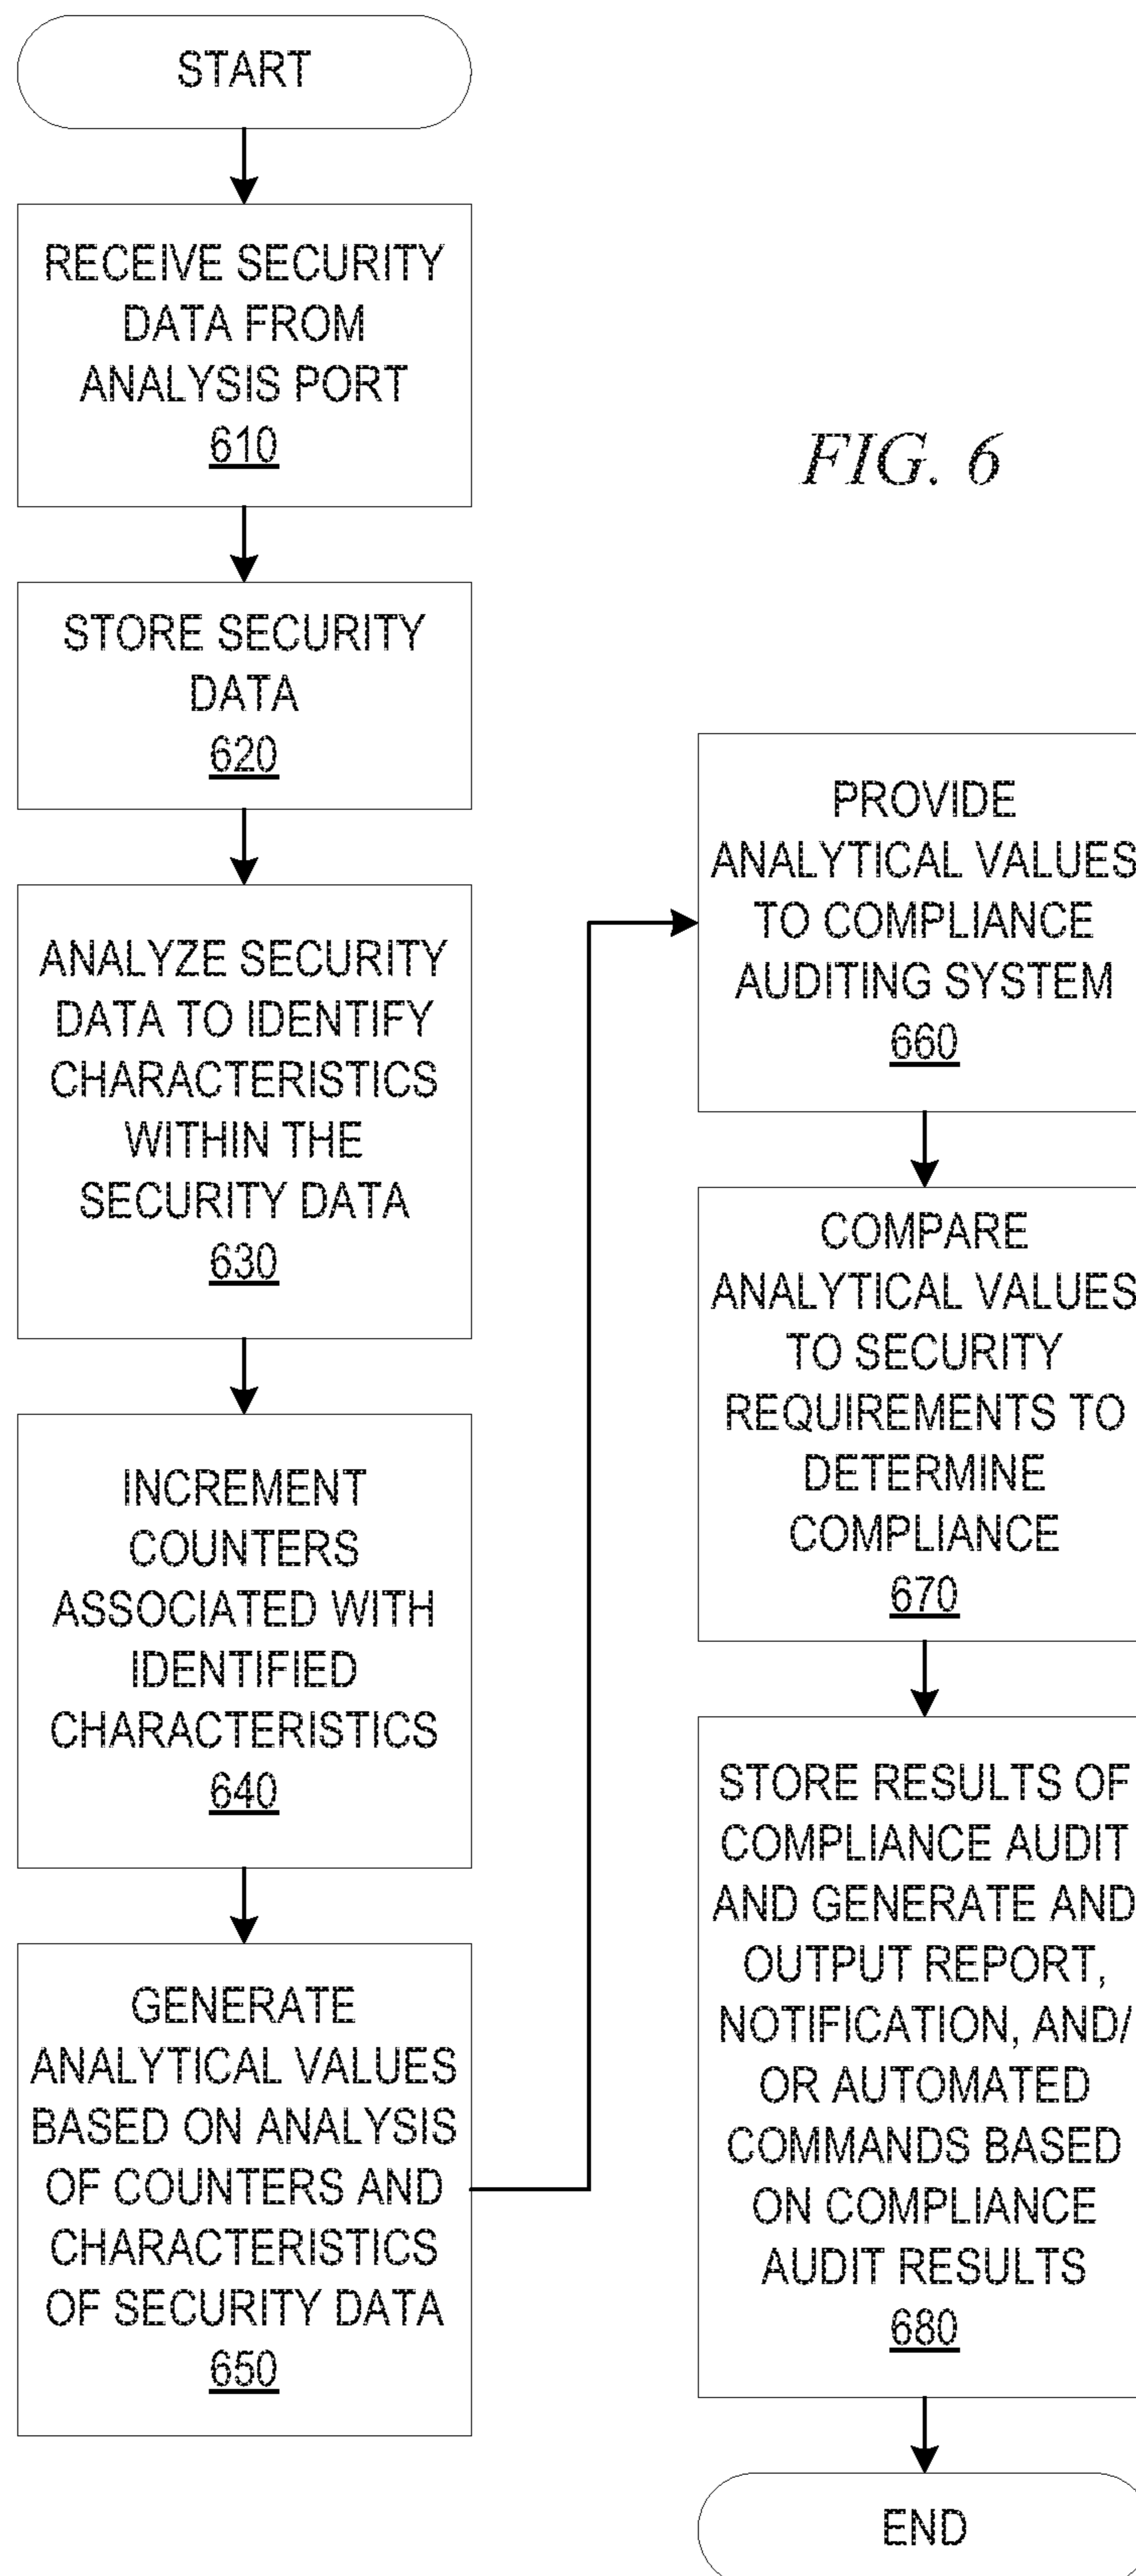 START
RECEIVE SECURITY
DATA FROM
ANALYSIS PORT
610
STORE SECURITY
DATA
620
ANALYZE SECURITY
DATA TO IDENTIFY
CHARACTERISTICS
WITHIN THE
SECURITY DATA
630
INCREMENT
COUNTERS
ASSOCIATED WITH
IDENTIFIED
CHARACTERISTICS
640
GENERATE
ANALYTICAL VALUES
BASED ON ANALYSIS
OF COUNTERS AND
CHARACTERISTICS
OF SECURITY DATA
650
FIG. 6
PROVIDE
ANALYTICAL VALUES
TO COMPLIANCE
AUDITING SYSTEM
660
COMPARE
ANALYTICAL VALUES
TO SECURITY
REQUIREMENTS TO
DETERMINE
COMPLIANCE
670
STORE RESULTS OF
COMPLIANCE AUDIT
AND GENERATE AND
OUTPUT REPORT,
NOTIFICATION, AND/
OR AUTOMATED
COMMANDS BASED
ON COMPLIANCE
AUDIT RESULTS
680
END